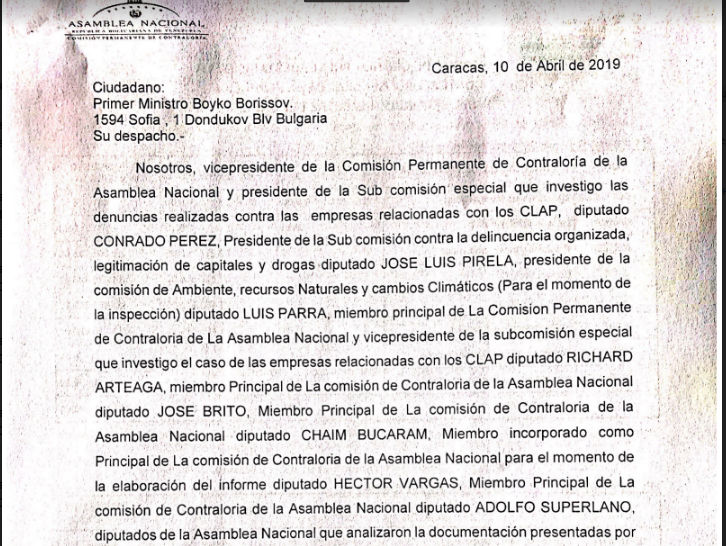 ASAMBLEA NACIONAL
REPÚBLICA BOLIVARIANA DE VENEZUELA
COMISIÓN PERMANENTE DE CONTRALORÍA
Caracas, 10 de Abril de 2019
Ciudadano:
Primer Ministro Boyko Borissov.
1594 Sofia , 1 Dondukov Blv Bulgaria
Su despacho.-
Nosotros, vicepresidente de la Comisión Permanente de Contraloría de la
Asamblea Nacional y presidente de la Sub comisión especial que investigo las
denuncias realizadas contra las empresas relacionadas con los CLAP, diputado
CONRADO PEREZ, Presidente de la Sub comisión contra la delincuencia organizada,
legitimación de capitales y drogas diputado JOSE LUIS PIRELA, presidente de la
comisión de Ambiente, recursos Naturales y cambios Climáticos (Para el momento de
la inspección) diputado LUIS PARRA, miembro principal de La Comision Permanente
de Contraloria de La Asamblea Nacional y vicepresidente de la subcomisión especial
que investigo el caso de las empresas relacionadas con los CLAP diputado RICHARD
ARTEAGA, miembro Principal de La comisión de Contraloria de la Asamblea Nacional
diputado JOSE BRITO, Miembro Principal de La comisión de Contraloria de la
Asamblea Nacional diputado CHAIM BUCARAM, Miembro incorporado como
Principal de La comisión de Contraloria de la Asamblea Nacional para el momento de
la elaboración del informe diputado HECTOR VARGAS, Miembro Principal de La
comisión de Contraloria de la Asamblea Nacional diputado ADOLFO SUPERLANO,
diputados de la Asamblea Nacional que analizaron la documentación presentadas por